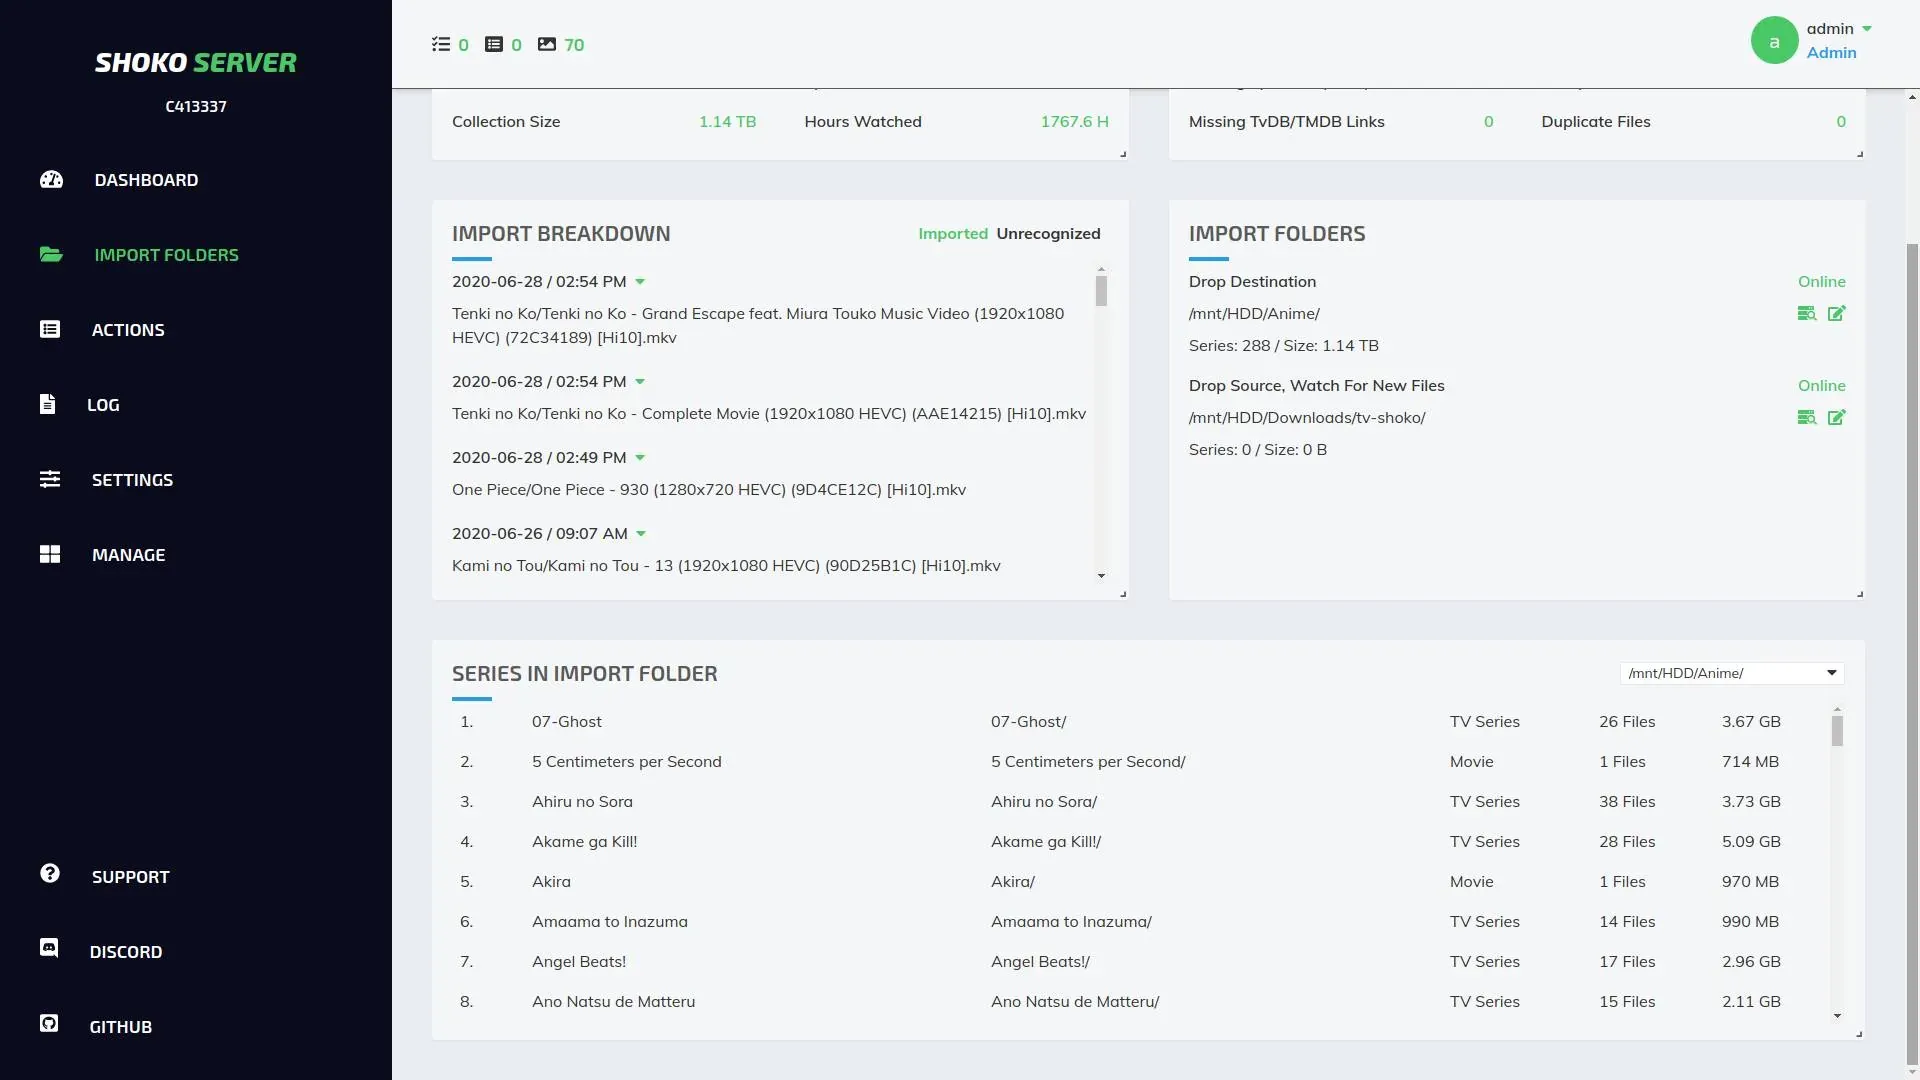 SHOKO SERVER
C413337
DASHBOARD
IMPORT FOLDERS
ACTIONS
LOG
SETTINGS
MANAGE
SUPPORT
DISCORD
GITHUB
0 0 70
a
admin
Admin
Collection Size 1.14 TB Hours Watched 1767.6 H
Missing TvDB/TMDB Links 0 Duplicate Files 0
IMPORT BREAKDOWN
Imported Unrecognized
2020-06-28 / 02:54 PM
Tenki no Ko/Tenki no Ko - Grand Escape feat. Miura Touko Music Video (1920x1080
HEVC) (72C34189) [Hi10].mkv
2020-06-28 / 02:54 PM
Tenki no Ko/Tenki no Ko - Complete Movie (1920x1080 HEVC) (AAE14215) [Hi10].mkv
2020-06-28 / 02:49 PM
One Piece/One Piece - 930 (1280x720 HEVC) (9D4CE12C) [Hi10].mkv
2020-06-26 / 09:07 AM
Kami no Tou/Kami no Tou - 13 (1920x1080 HEVC) (90D25B1C) [Hi10].mkv
IMPORT FOLDERS
Drop Destination Online
/mnt/HDD/Anime/
Series: 288 / Size: 1.14 TB
Drop Source, Watch For New Files Online
/mnt/HDD/Downloads/tv-shoko/
Series: 0 / Size: 0 B
SERIES IN IMPORT FOLDER
/mnt/HDD/Anime/
1. 07-Ghost 07-Ghost/ TV Series 26 Files 3.67 GB
2. 5 Centimeters per Second 5 Centimeters per Second/ Movie 1 Files 714 MB
3. Ahiru no Sora Ahiru no Sora/ TV Series 38 Files 3.73 GB
4. Akame ga Kill! Akame ga Kill!/ TV Series 28 Files 5.09 GB
5. Akira Akira/ Movie 1 Files 970 MB
6. Amaama to Inazuma Amaama to Inazuma/ TV Series 14 Files 990 MB
7. Angel Beats! Angel Beats!/ TV Series 17 Files 2.96 GB
8. Ano Natsu de Matteru Ano Natsu de Matteru/ TV Series 15 Files 2.11 GB